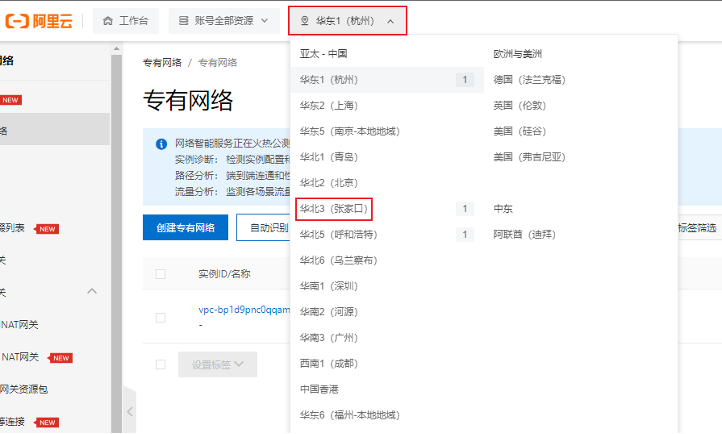 阿里云
工作台
账号全部资源
华东1（杭州）
网络
NEW
络
NEW
关
关
NAT网关
NAT网关 NEW
网关资源包
NEW
专有网络 / 专有网络
专有网络
网络智能服务正在火热公测
实例诊断： 检测实例配置和
路径分析： 端到端连通和性
流量分析： 监测各场景流量
创建专有网络
自动识别
标签筛选
实例ID/名称
vpc-bp1d9pnc0qqam
-
设置标签
亚太 - 中国
华东1（杭州） 1
华东2（上海）
华东5（南京-本地地域）
华北1（青岛）
华北2（北京）
华北3（张家口） 1
华北5（呼和浩特） 1
华北6（乌兰察布）
华南1（深圳）
华南2（河源）
华南3（广州）
西南1（成都）
中国香港
华东6（福州-本地地域）
欧洲与美洲
德国（法兰克福）
英国（伦敦）
美国（硅谷）
美国（弗吉尼亚）
中东
阿联酋（迪拜）